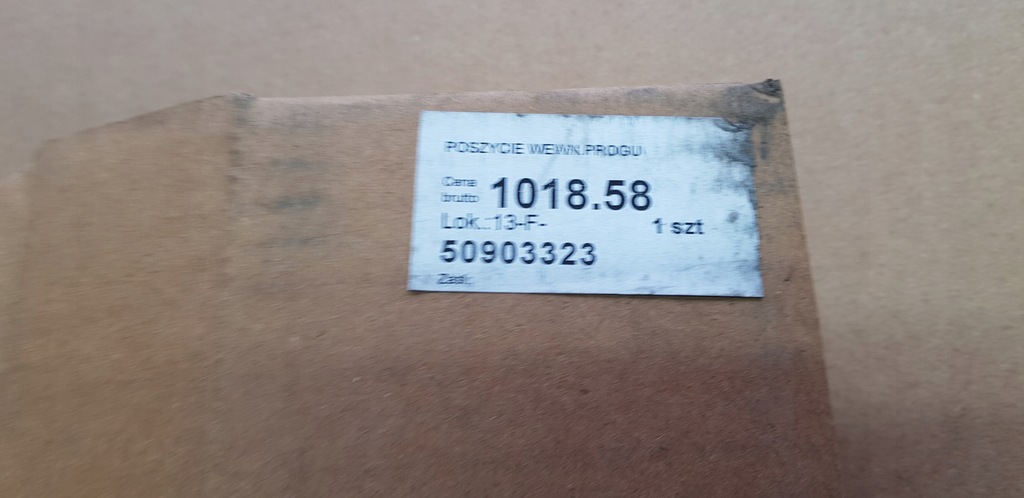 POSZYCIE WEWN.PROGU
Cena brutto 1018.58
Lok.:13-F- 1 szt
50903323
Zast.: